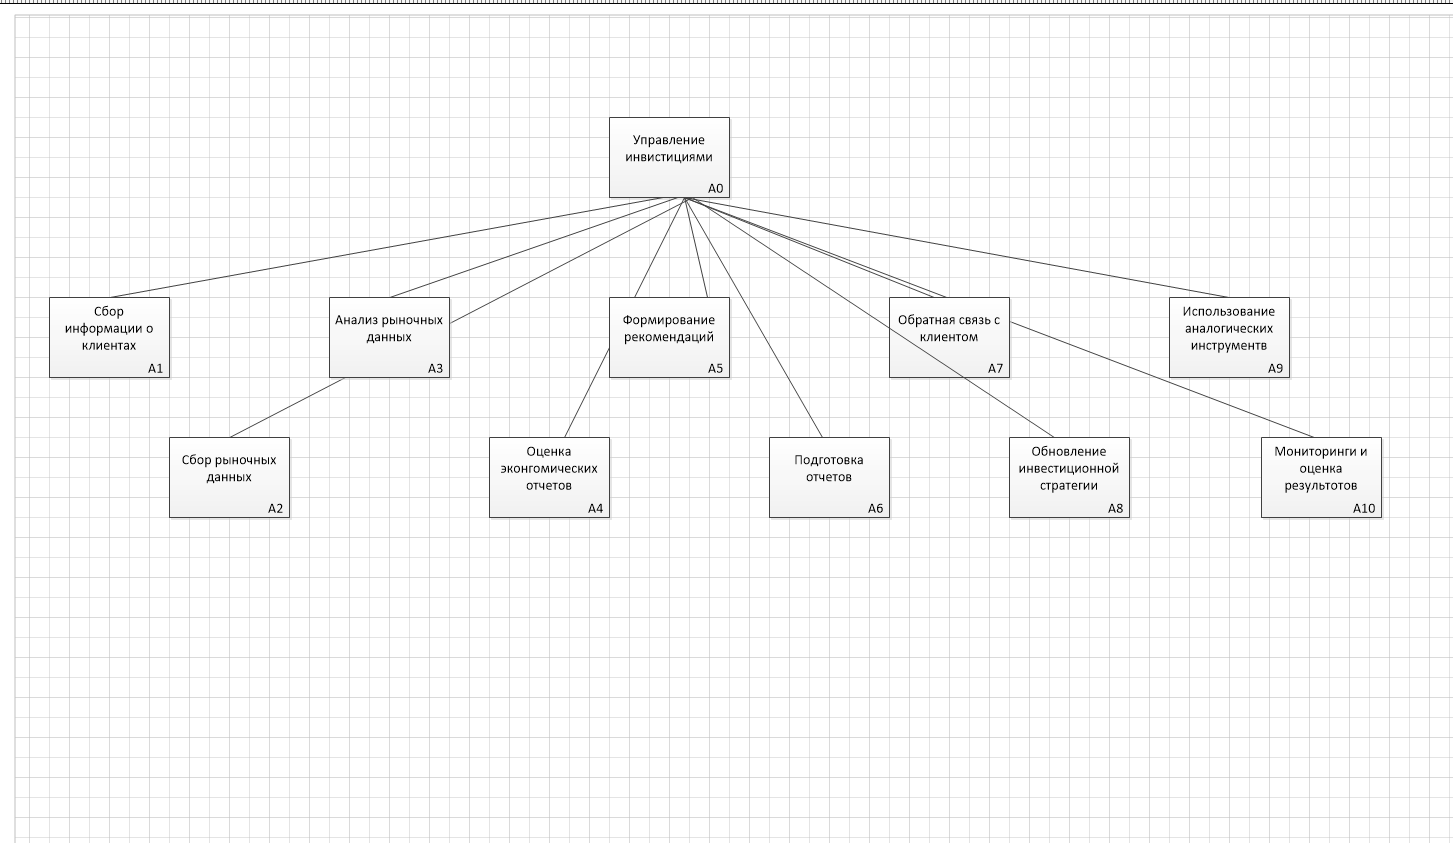 Управление
инвистициями
A0
Сбор
информации о
клиентах
A1
Анализ рыночных
данных
A3
Формирование
рекомендаций
A5
Обратная связь с
клиентом
A7
Использование
аналогических
инструментв
A9
Сбор рыночных
данных
A2
Оценка
эконгомических
отчетов
A4
Подготовка
отчетов
A6
Обновление
инвестиционной
стратегии
A8
Мониторинги и
оценка
результотов
A10